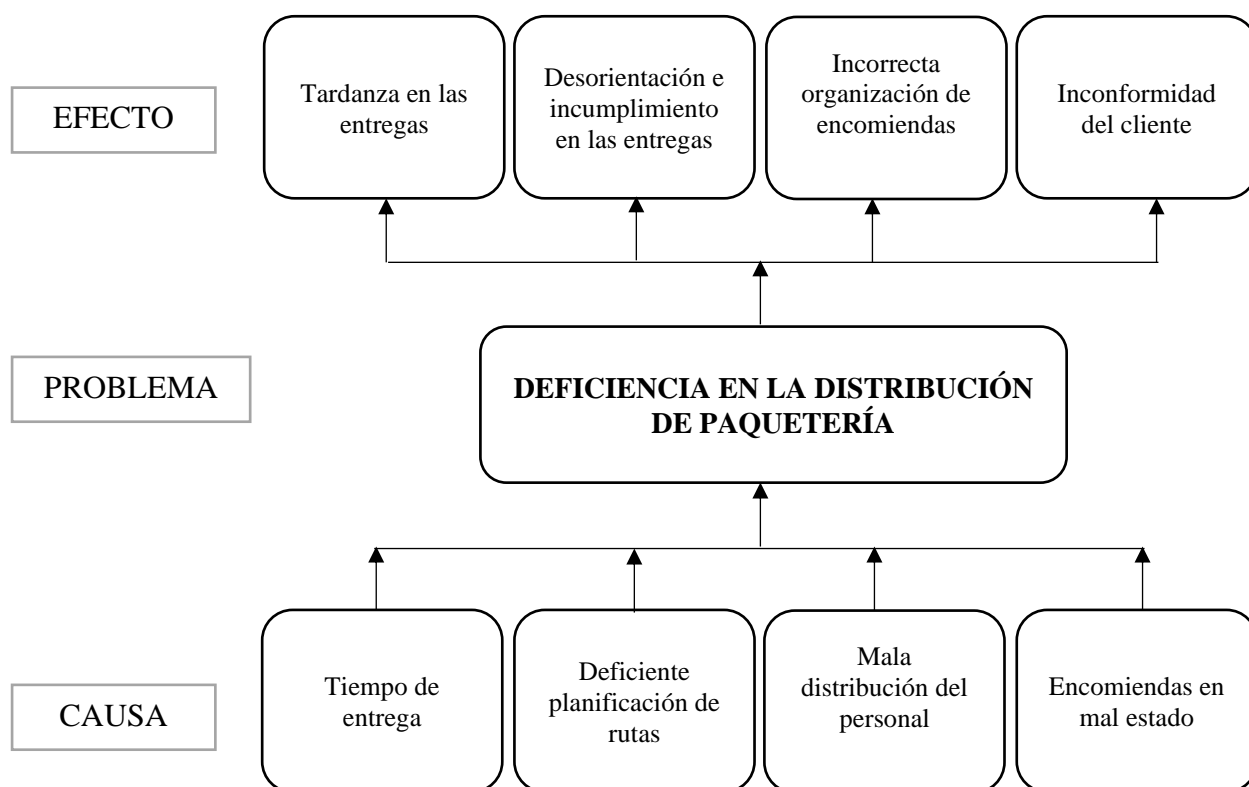 EFECTO
Tardanza en las
entregas
Desorientación e
incumplimiento
en las entregas
Incorrecta
organización de
encomiendas
Inconformidad
del cliente
PROBLEMA
DEFICIENCIA EN LA DISTRIBUCIÓN
DE PAQUETERÍA
CAUSA
Tiempo de
entrega
Deficiente
planificación de
rutas
Mala
distribución del
personal
Encomiendas en
mal estado